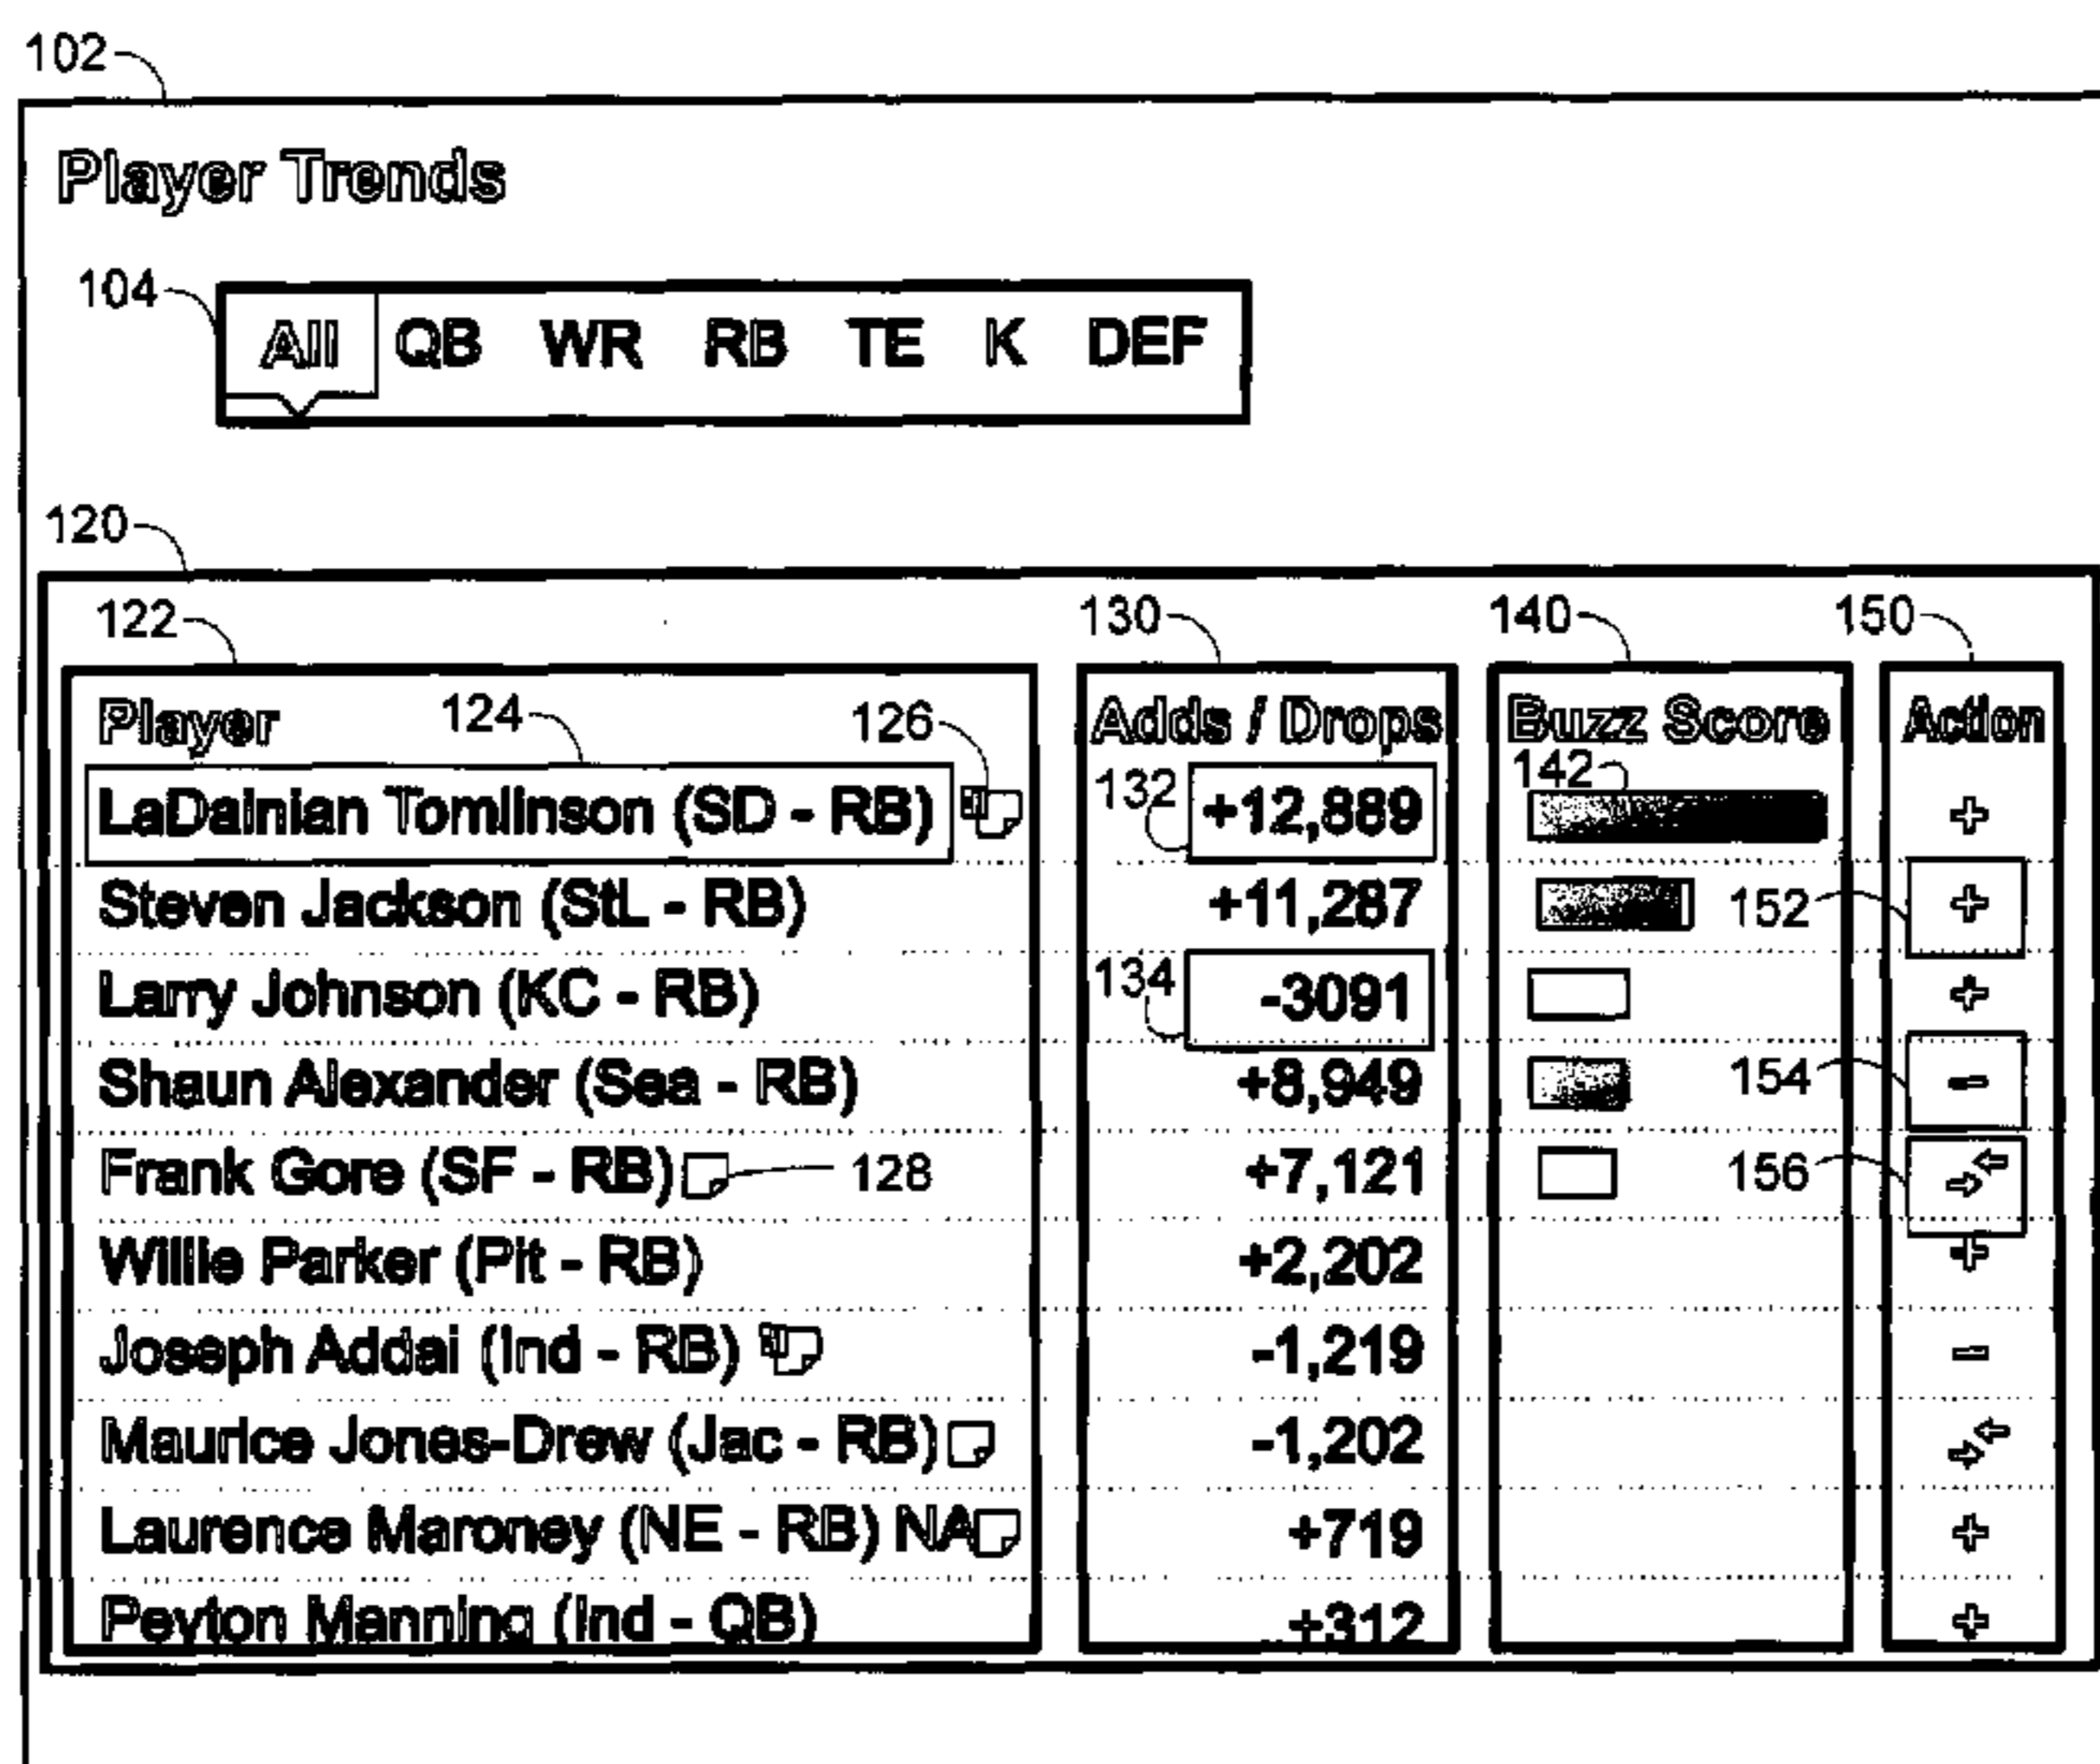 102
Player Trends
104
All QB WR RB TE K DEF
120
122 130 140 150
Player 124 126 Adds / Drops Buzz Score Action
142
LaDainian Tomlinson (SD - RB) 132 +12,889 +
Steven Jackson (StL - RB) +11,287 152 +
Larry Johnson (KC - RB) 134 -3091 +
Shaun Alexander (Sea - RB) +8,949 154 -
Frank Gore (SF - RB) 128 +7,121 156
Willie Parker (Pit - RB) +2,202 +
Joseph Addai (Ind - RB) -1,219 -
Maurice Jones-Drew (Jac - RB) -1,202
Laurence Maroney (NE - RB) NA +719 +
Peyton Manning (Ind - QB) +312 +